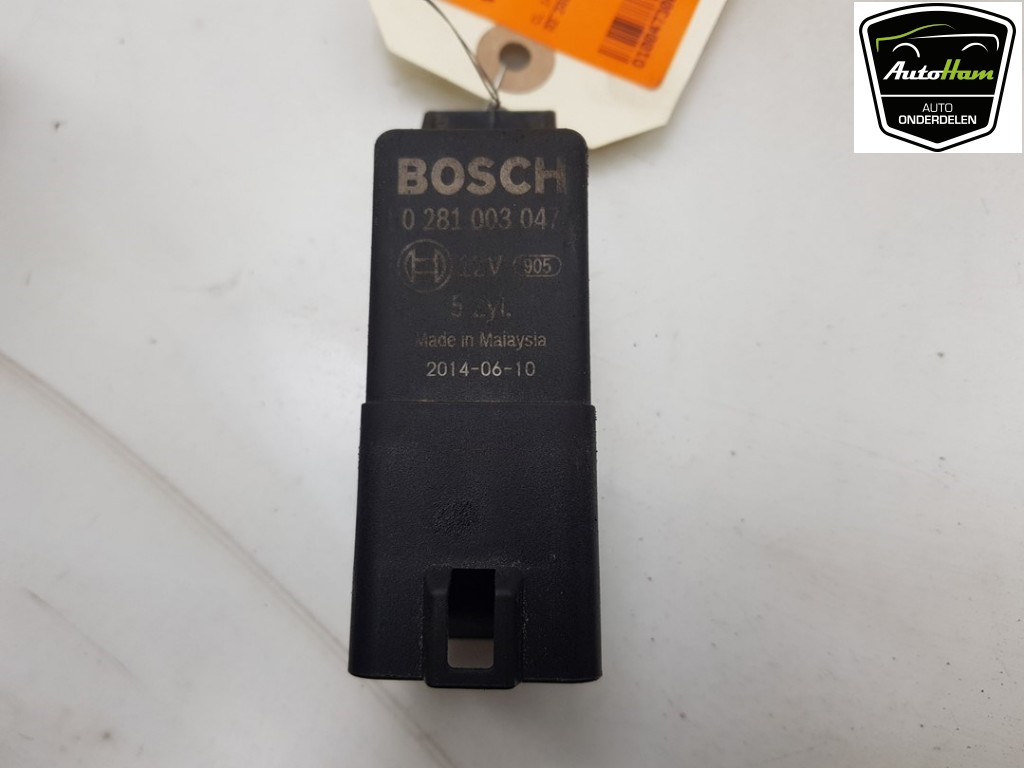 BOSCH
0 281 003 047
12V 905
5 Zyl.
Made in Malaysia
2014-06-10
AutoHam
AUTO
ONDERDELEN